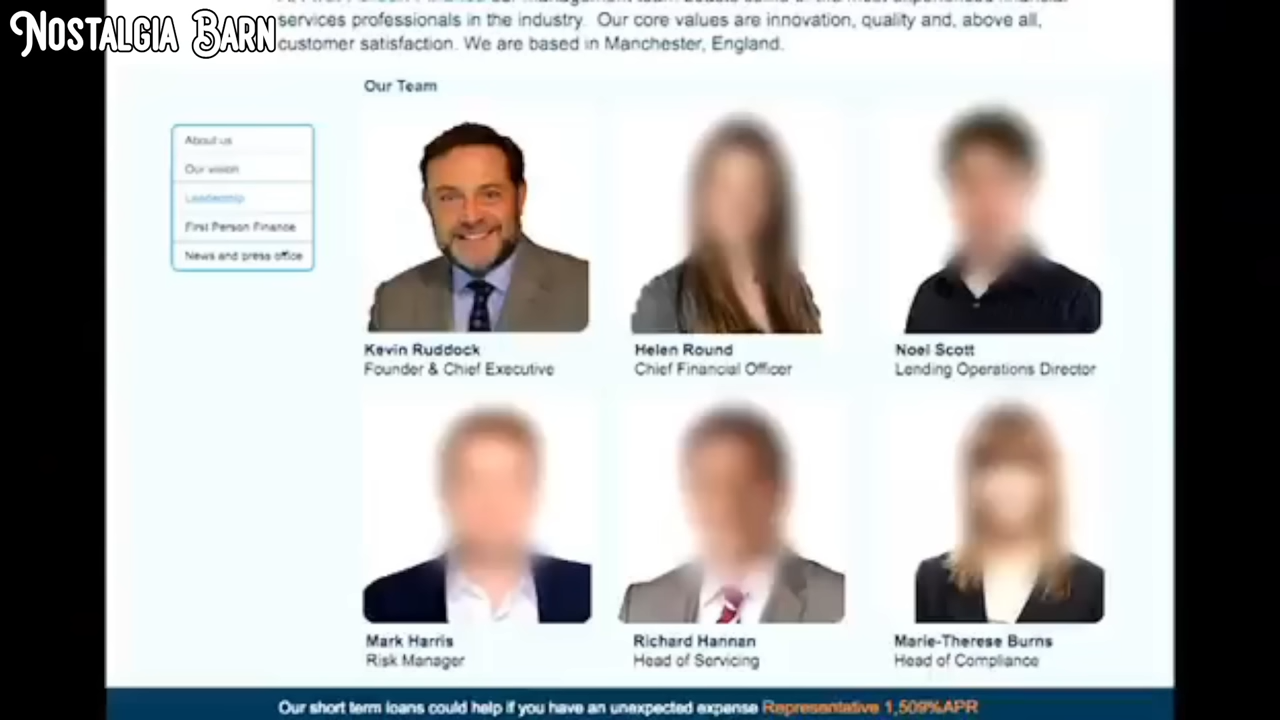 NOSTALGIA BARN
services professionals in the industry. Our core values are innovation, quality and, above all,
customer satisfaction. We are based in Manchester, England.
Our Team
About us
Our vision
Leadership
First Person Finance
News and press office
Kevin Ruddock
Founder & Chief Executive
Helen Round
Chief Financial Officer
Noel Scott
Lending Operations Director
Mark Harris
Risk Manager
Richard Hannan
Head of Servicing
Marie-Therese Burns
Head of Compliance
Our short term loans could help if you have an unexpected expense Representative 1,509%APR